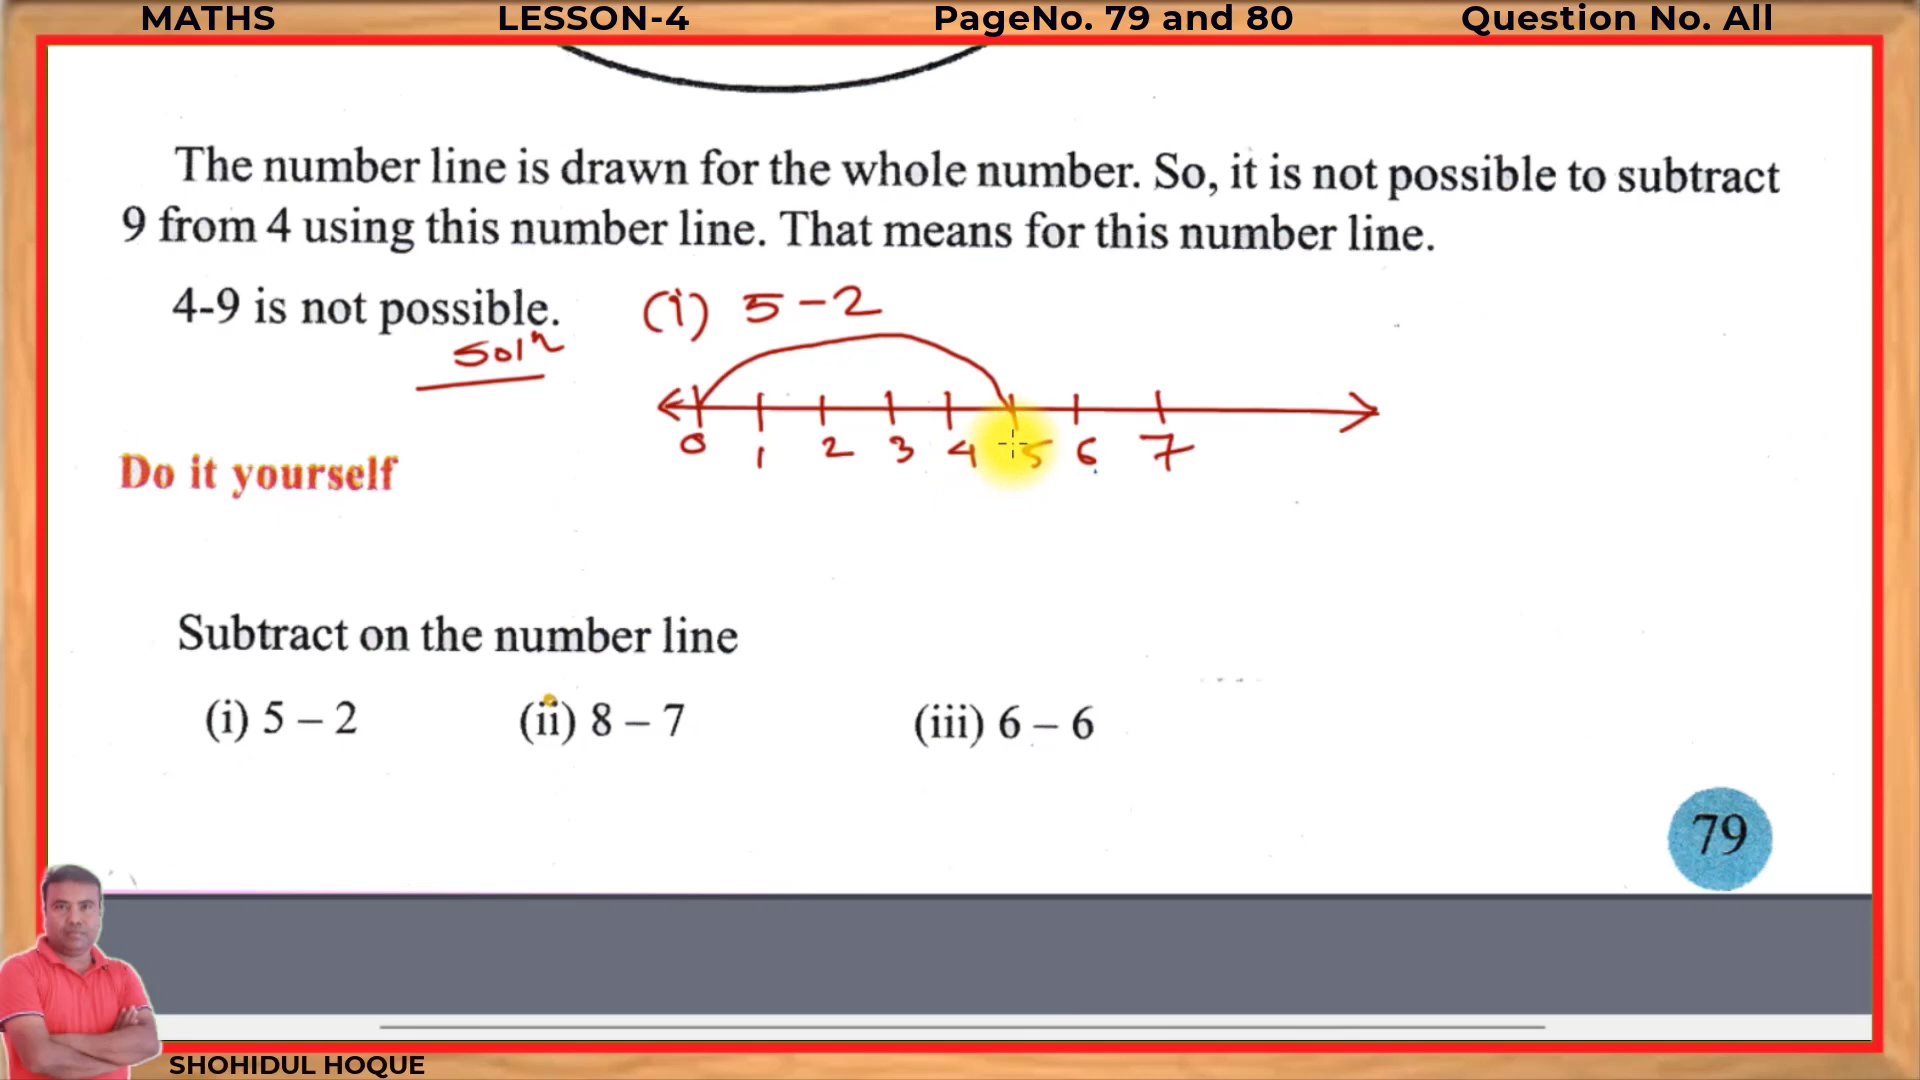 MATHS LESSON-4 PageNo. 79 and 80 Question No. All
The number line is drawn for the whole number. So, it is not possible to subtract
9 from 4 using this number line. That means for this number line.
4-9 is not possible. (i) 5 - 2
Solⁿ
0 1 2 3 4 5 6 7
Do it yourself
Subtract on the number line
(i) 5 – 2 (ii) 8 – 7 (iii) 6 – 6
79
SHOHIDUL HOQUE